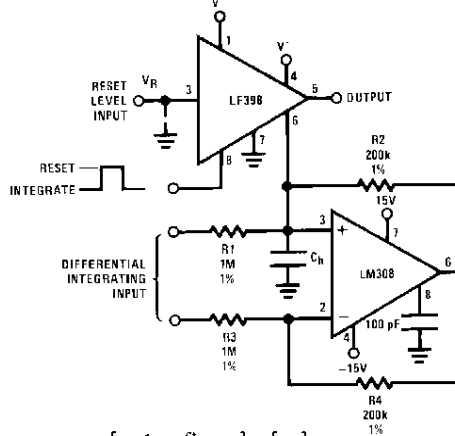 V
1
V-
4
RESET
LEVEL
INPUT
VR
3
LF398
5
OUTPUT
6
7
8
RESET
INTEGRATE
R2
200k
1%
15V
7
DIFFERENTIAL
INTEGRATING
INPUT
R1
1M
1%
Ch
3
+
LM308
6
2
−
8
100 pF
4
-15V
R3
1M
1%
R4
200k
1%